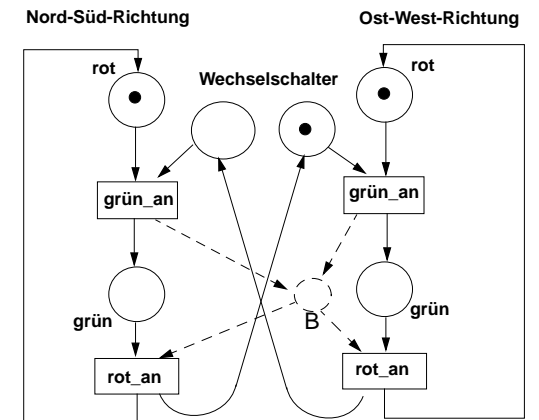 Nord-Süd-Richtung
Ost-West-Richtung
rot
rot
Wechselschalter
grün_an
grün_an
B
grün
grün
rot_an
rot_an